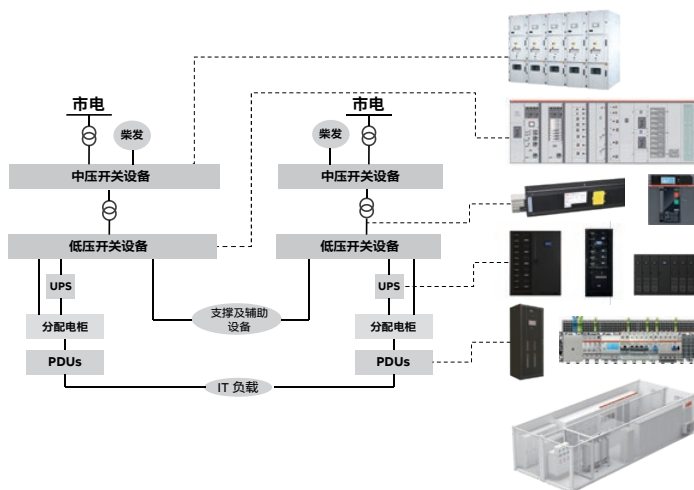 市电
市电
柴发
柴发
中压开关设备
中压开关设备
低压开关设备
低压开关设备
UPS
UPS
支撑及辅助
设备
分配电柜
分配电柜
PDUs
PDUs
IT 负载